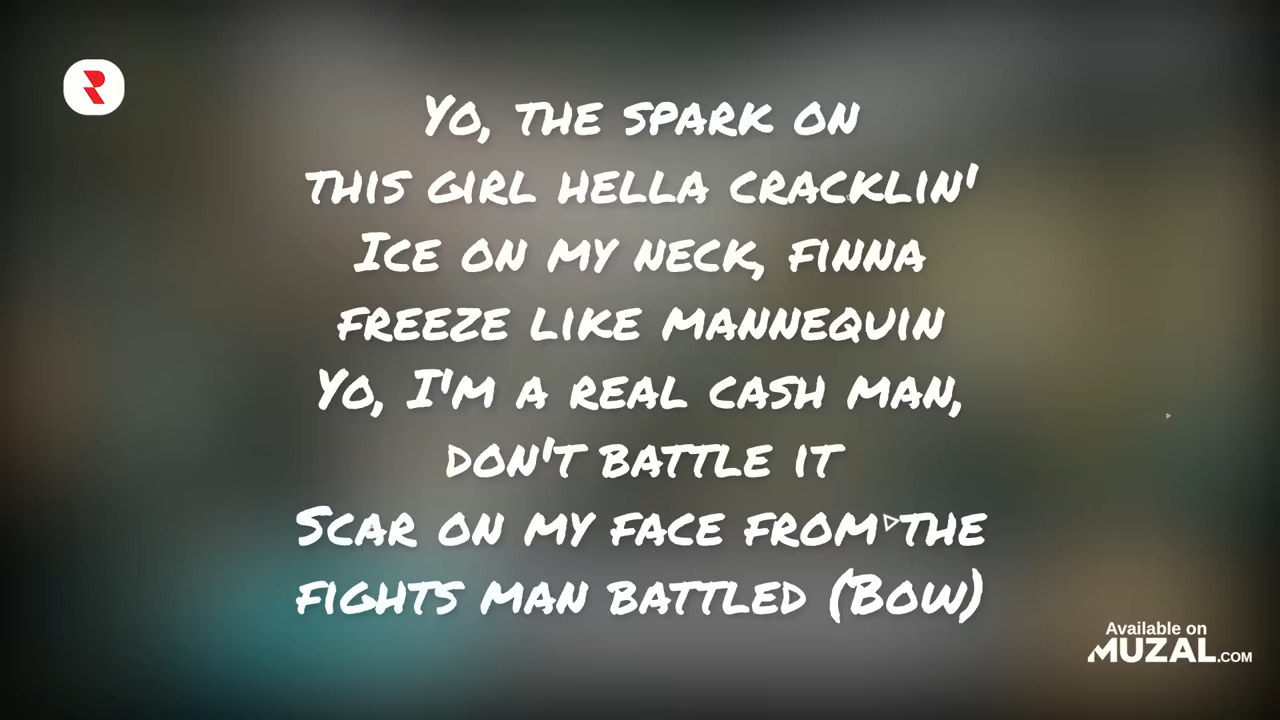 Yo, the spark on
this girl hella cracklin'
Ice on my neck, finna
freeze like mannequin
Yo, I'm a real cash man,
don't battle it
Scar on my face from the
fights man battled (Bow)
Available on
MUZAL.COM